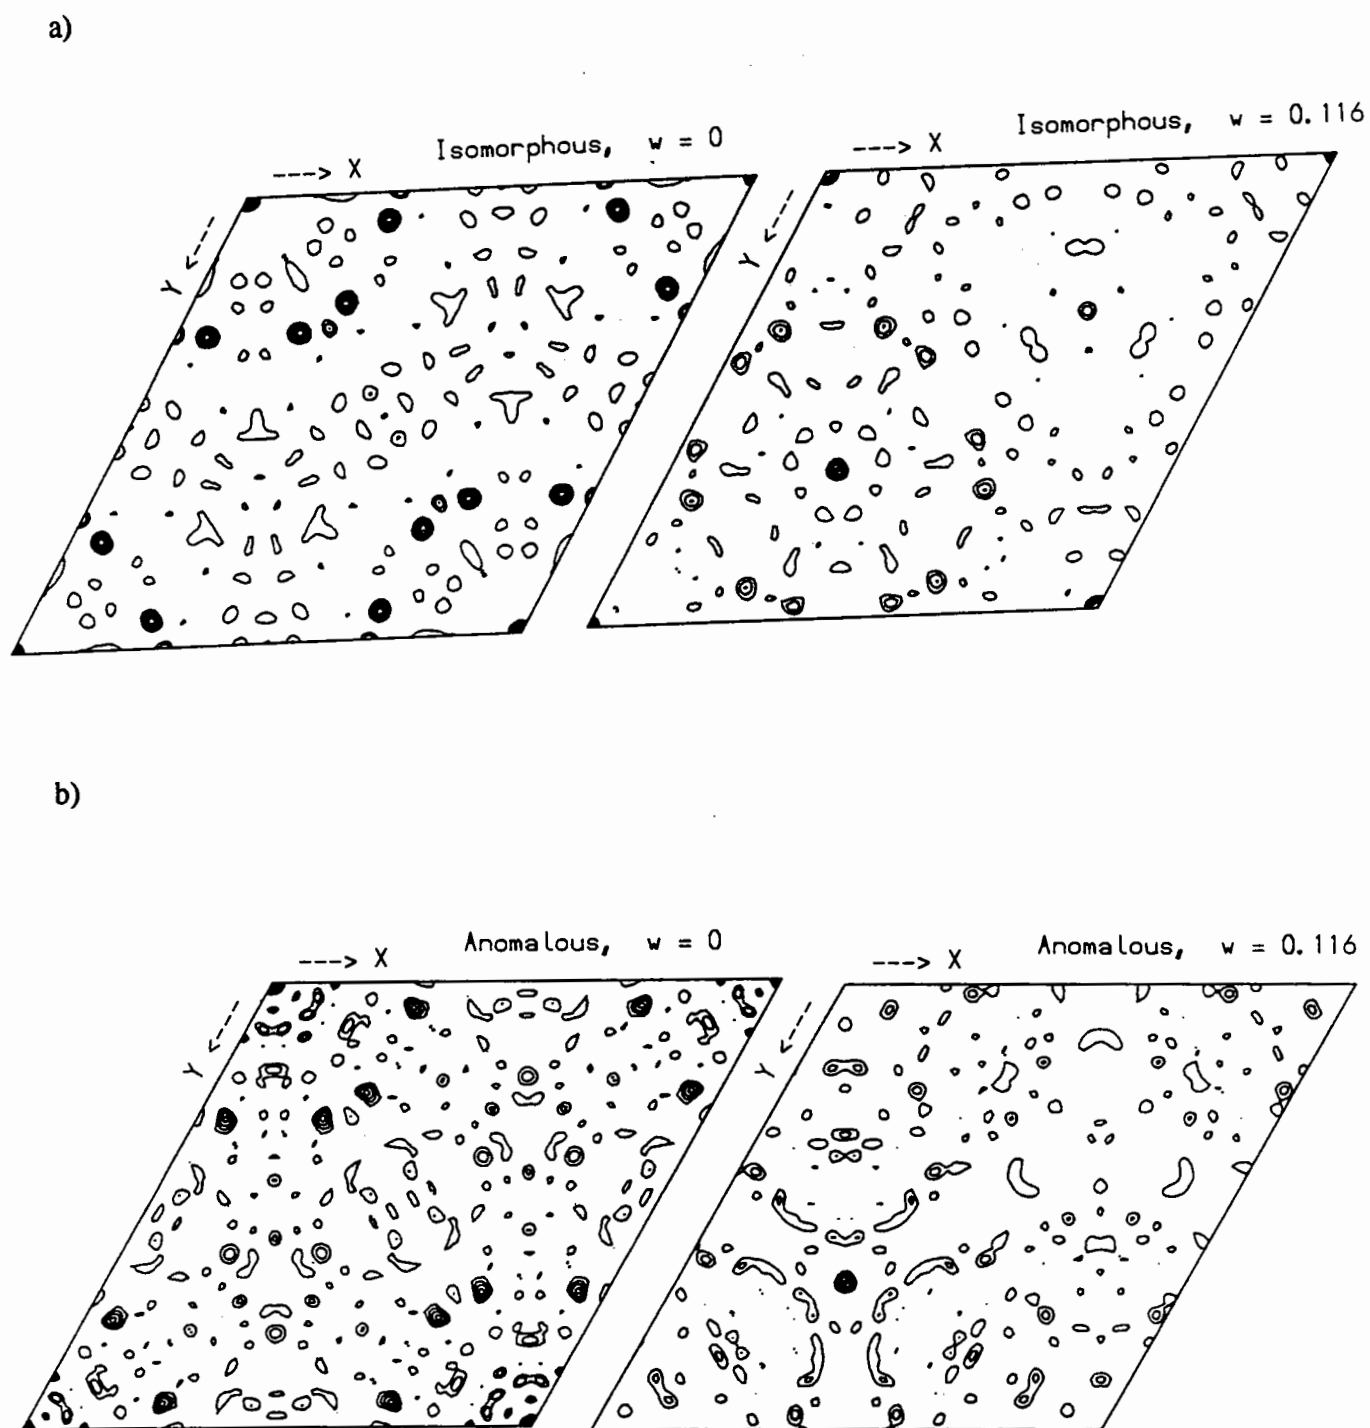 a)
Isomorphous, w = 0
---> X
Y
Isomorphous, w = 0.116
---> X
Y
b)
Anomalous, w = 0
---> X
Y
Anomalous, w = 0.116
---> X
Y